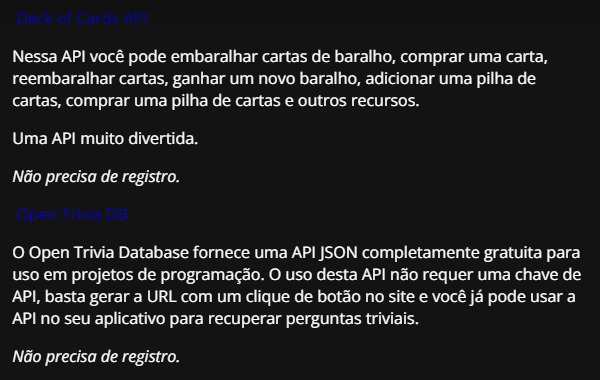 Deck of Cards API
Nessa API você pode embaralhar cartas de baralho, comprar uma carta,
reembaralhar cartas, ganhar um novo baralho, adicionar uma pilha de
cartas, comprar uma pilha de cartas e outros recursos.
Uma API muito divertida.
Não precisa de registro.
Open Trivia DB
O Open Trivia Database fornece uma API JSON completamente gratuita para
uso em projetos de programação. O uso desta API não requer uma chave de
API, basta gerar a URL com um clique de botão no site e você já pode usar a
API no seu aplicativo para recuperar perguntas triviais.
Não precisa de registro.